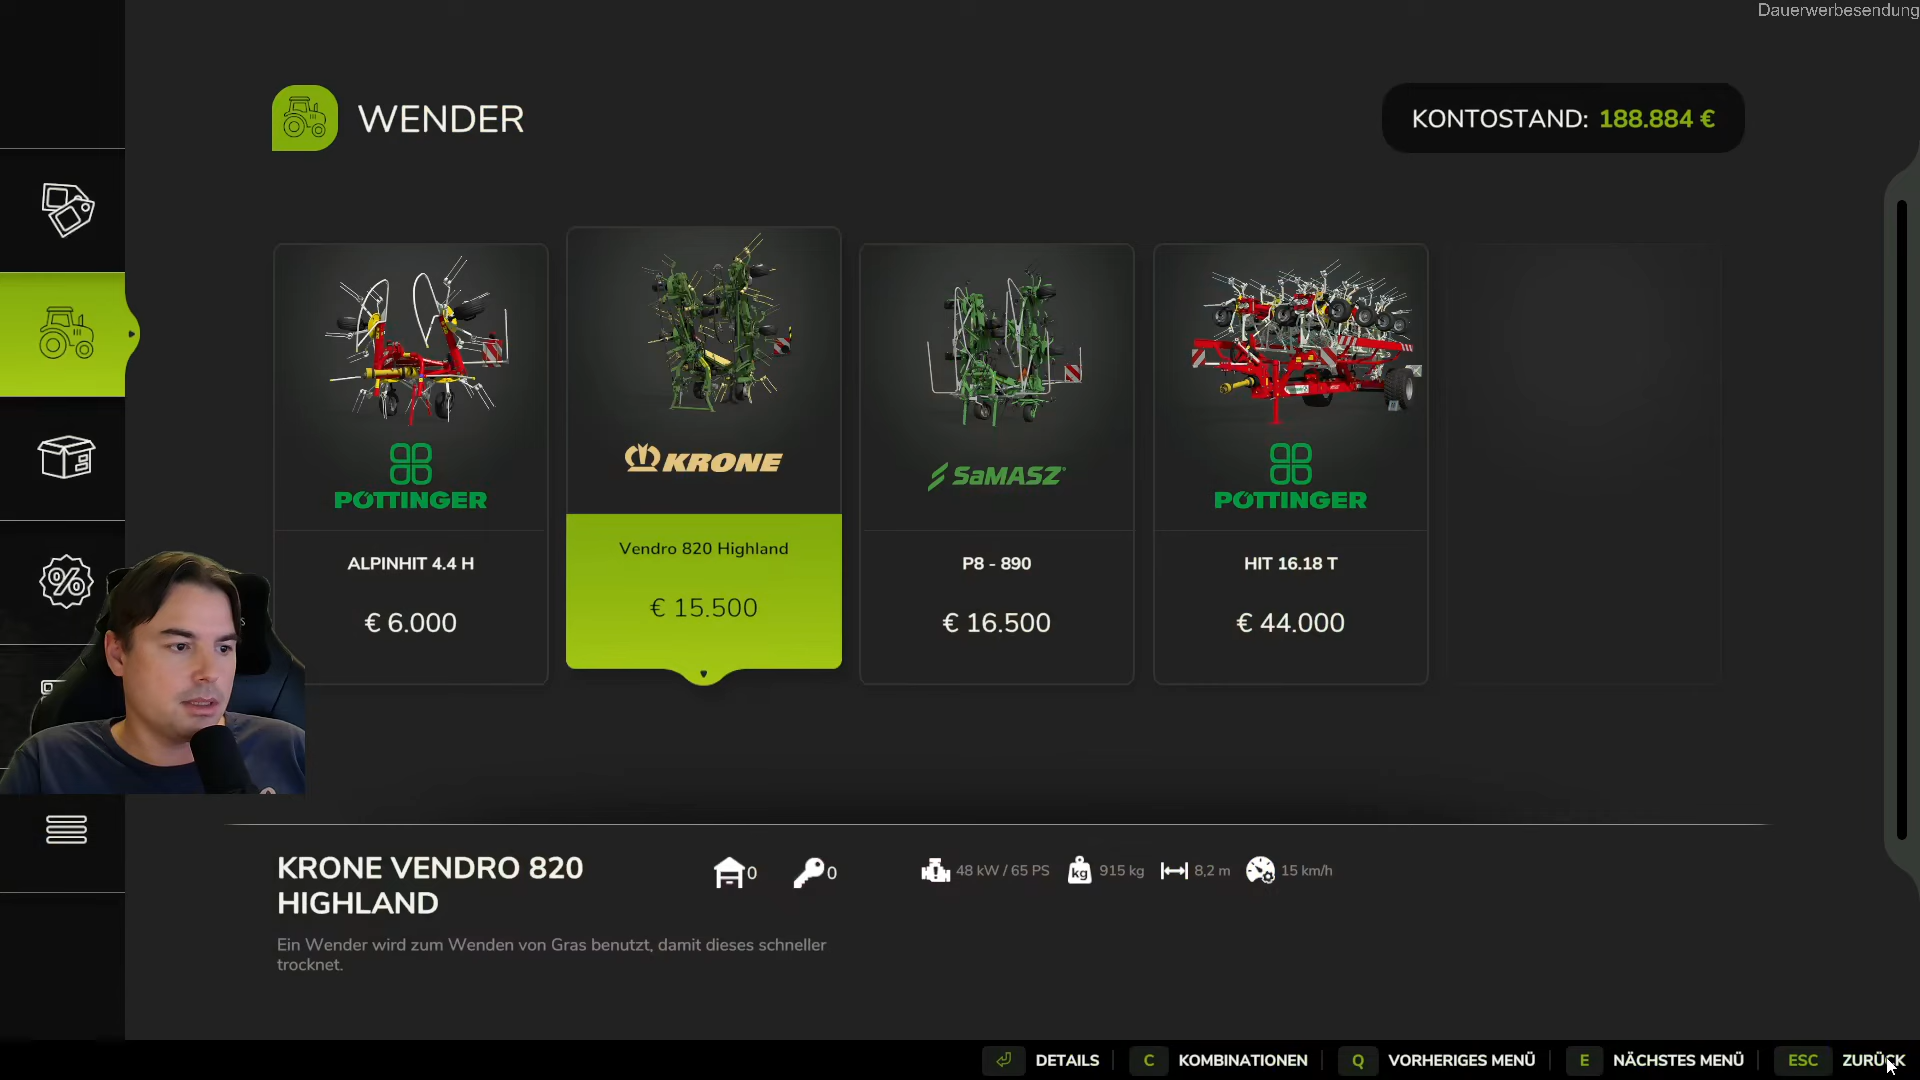 Dauerwerbesendung
WENDER
KONTOSTAND: 188.884 €
PÖTTINGER
KRONE
SaMASZ
PÖTTINGER
ALPINHIT 4.4 H
Vendro 820 Highland
P8 - 890
HIT 16.18 T
€ 6.000
€ 15.500
€ 16.500
€ 44.000
KRONE VENDRO 820
HIGHLAND
0
0
kg
48 kW / 65 PS
915 kg
8,2 m
15 km/h
Ein Wender wird zum Wenden von Gras benutzt, damit dieses schneller
trocknet.
DETAILS
C KOMBINATIONEN
Q VORHERIGES MENÜ
E NÄCHSTES MENÜ
ESC ZURÜCK